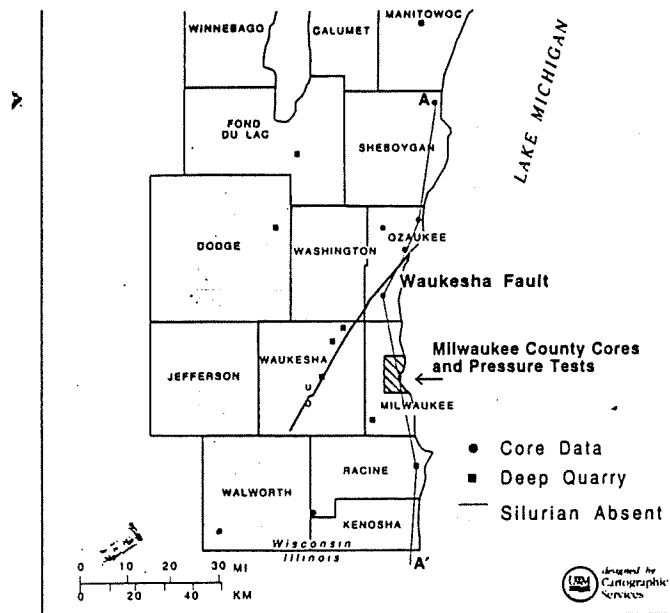 MANITOWOC
WINNEBAGO
CALUMET
A
FOND
DU LAC
SHEBOYGAN
LAKE MICHIGAN
DODGE
WASHINGTON
OZAUKEE
Waukesha Fault
JEFFERSON
WAUKESHA
U
D
MILWAUKEE
Milwaukee County Cores
and Pressure Tests
Core Data
Deep Quarry
Silurian Absent
WALWORTH
RACINE
KENOSHA
Wisconsin
Illinois
A'
0 10 20 30
MI
0 10 20 30 40
KM
designed by
Cartographic
Services